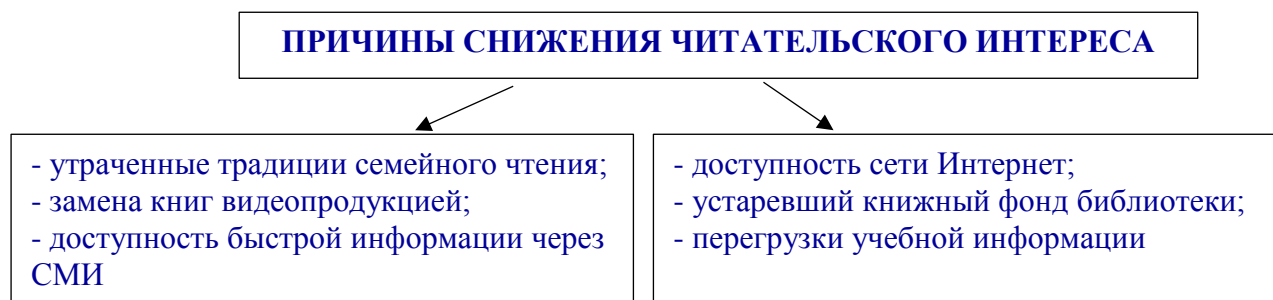 ПРИЧИНЫ СНИЖЕНИЯ ЧИТАТЕЛЬСКОГО ИНТЕРЕСА
- утраченные традиции семейного чтения;
- замена книг видеопродукцией;
- доступность быстрой информации через
СМИ
- доступность сети Интернет;
- устаревший книжный фонд библиотеки;
- перегрузки учебной информации